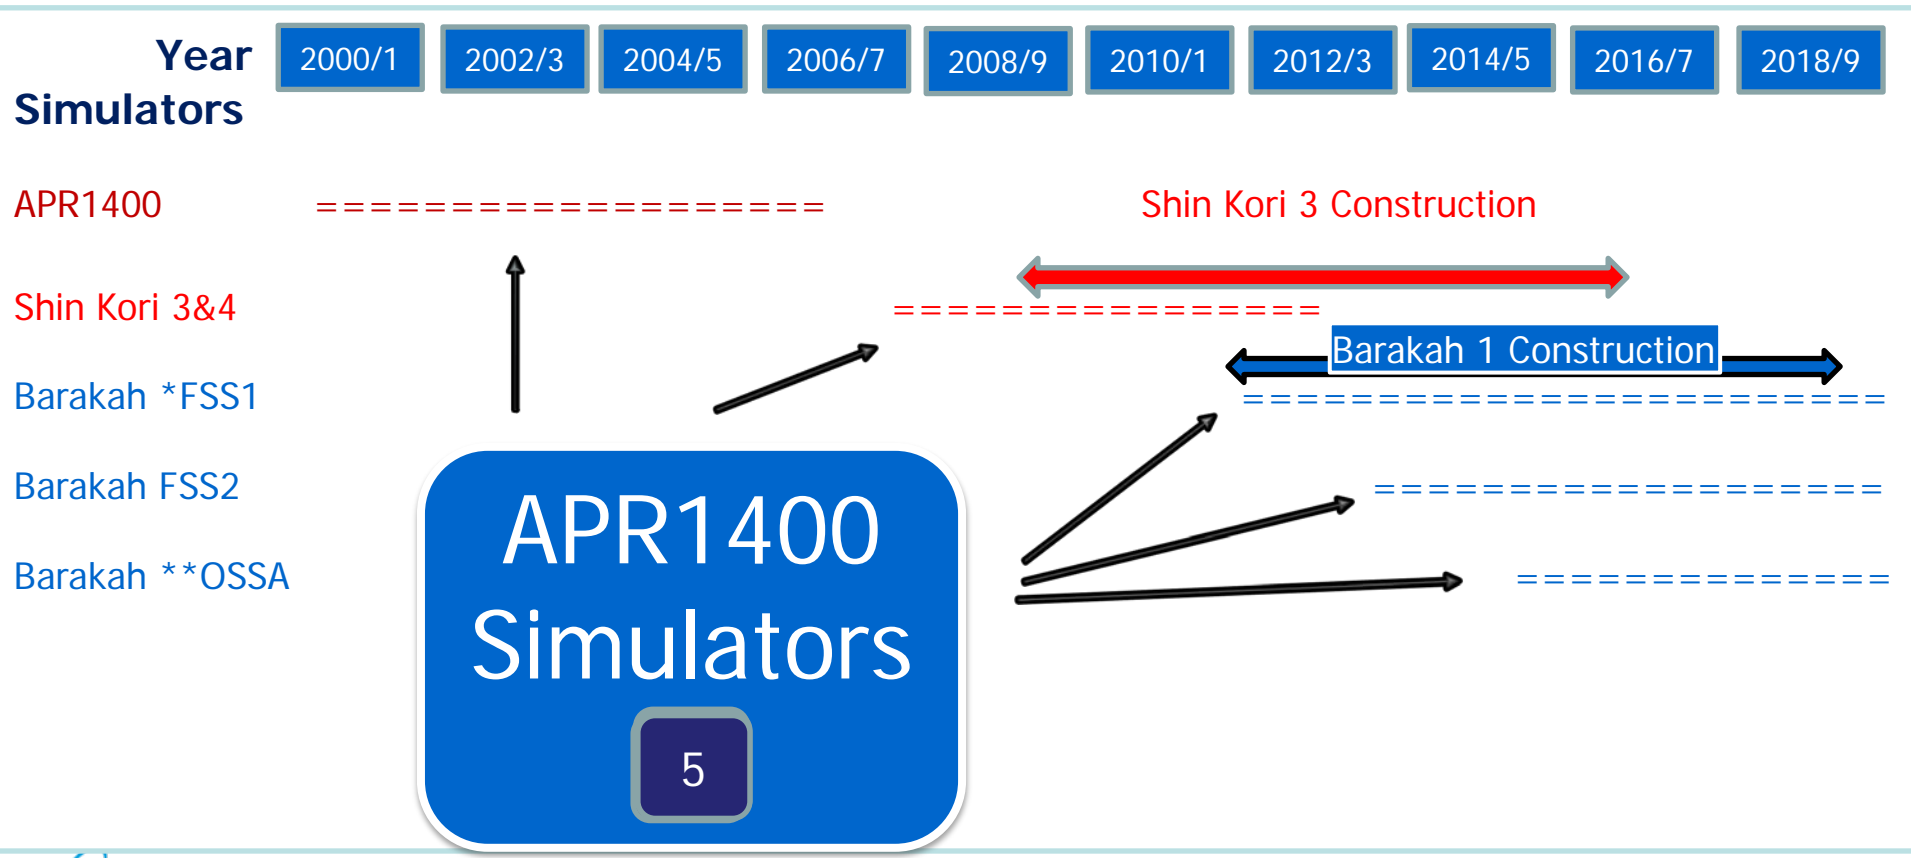 Year 2000/1 2002/3 2004/5 2006/7 2008/9 2010/1 2012/3 2014/5 2016/7 2018/9
Simulators
APR1400 =================== Shin Kori 3 Construction
Shin Kori 3&4 ================
Barakah 1 Construction
Barakah *FSS1 ========================
Barakah FSS2 ===================
Barakah **OSSA ==============
APR1400
Simulators
5